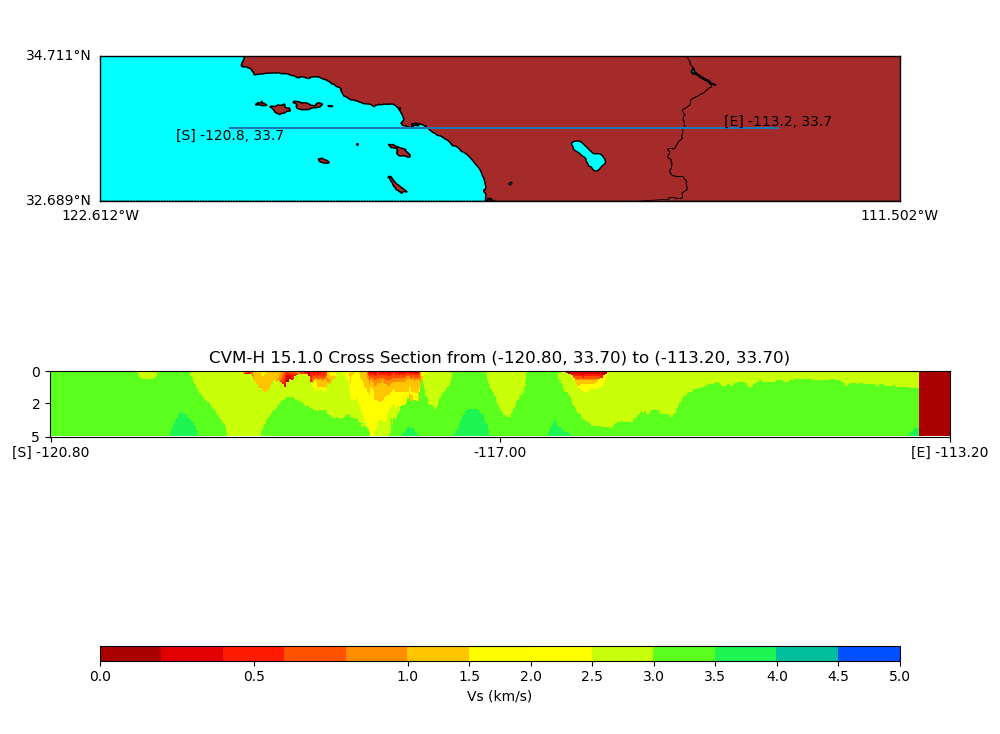 34.711°N
[E] -113.2, 33.7
[S] -120.8, 33.7
32.689°N
122.612°W 111.502°W
CVM-H 15.1.0 Cross Section from (-120.80, 33.70) to (-113.20, 33.70)
0
2
5
[S] -120.80 -117.00 [E] -113.20
0.0 0.5 1.0 1.5 2.0 2.5 3.0 3.5 4.0 4.5 5.0
Vs (km/s)